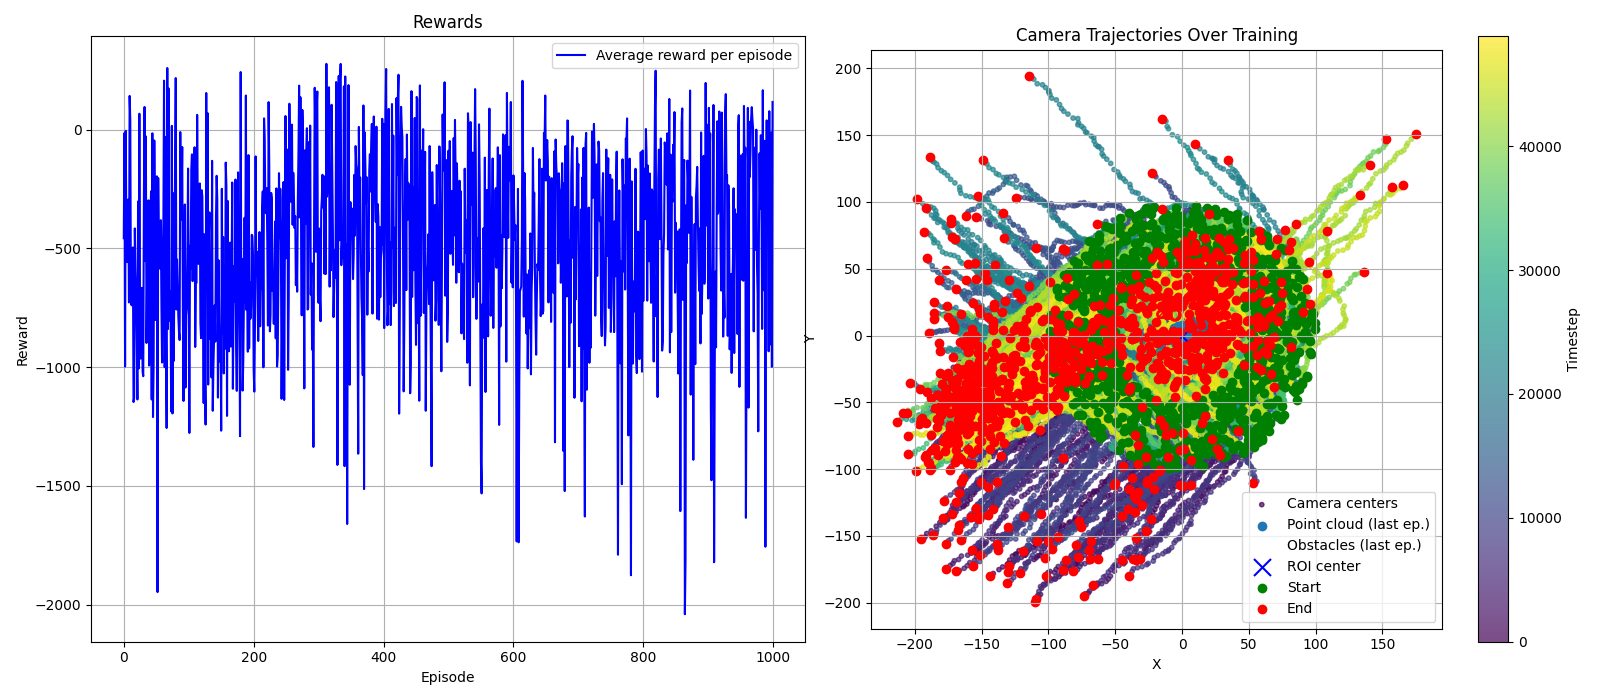 Rewards
Average reward per episode
0
−500
−1000
−1500
−2000
Reward
0
200
400
600
800
1000
Episode
Camera Trajectories Over Training
200
150
100
50
0
−50
−100
−150
−200
Y
−200
−150
−100
−50
0
50
100
150
X
Camera centers
Point cloud (last ep.)
Obstacles (last ep.)
ROI center
Start
End
40000
30000
20000
10000
0
Timestep